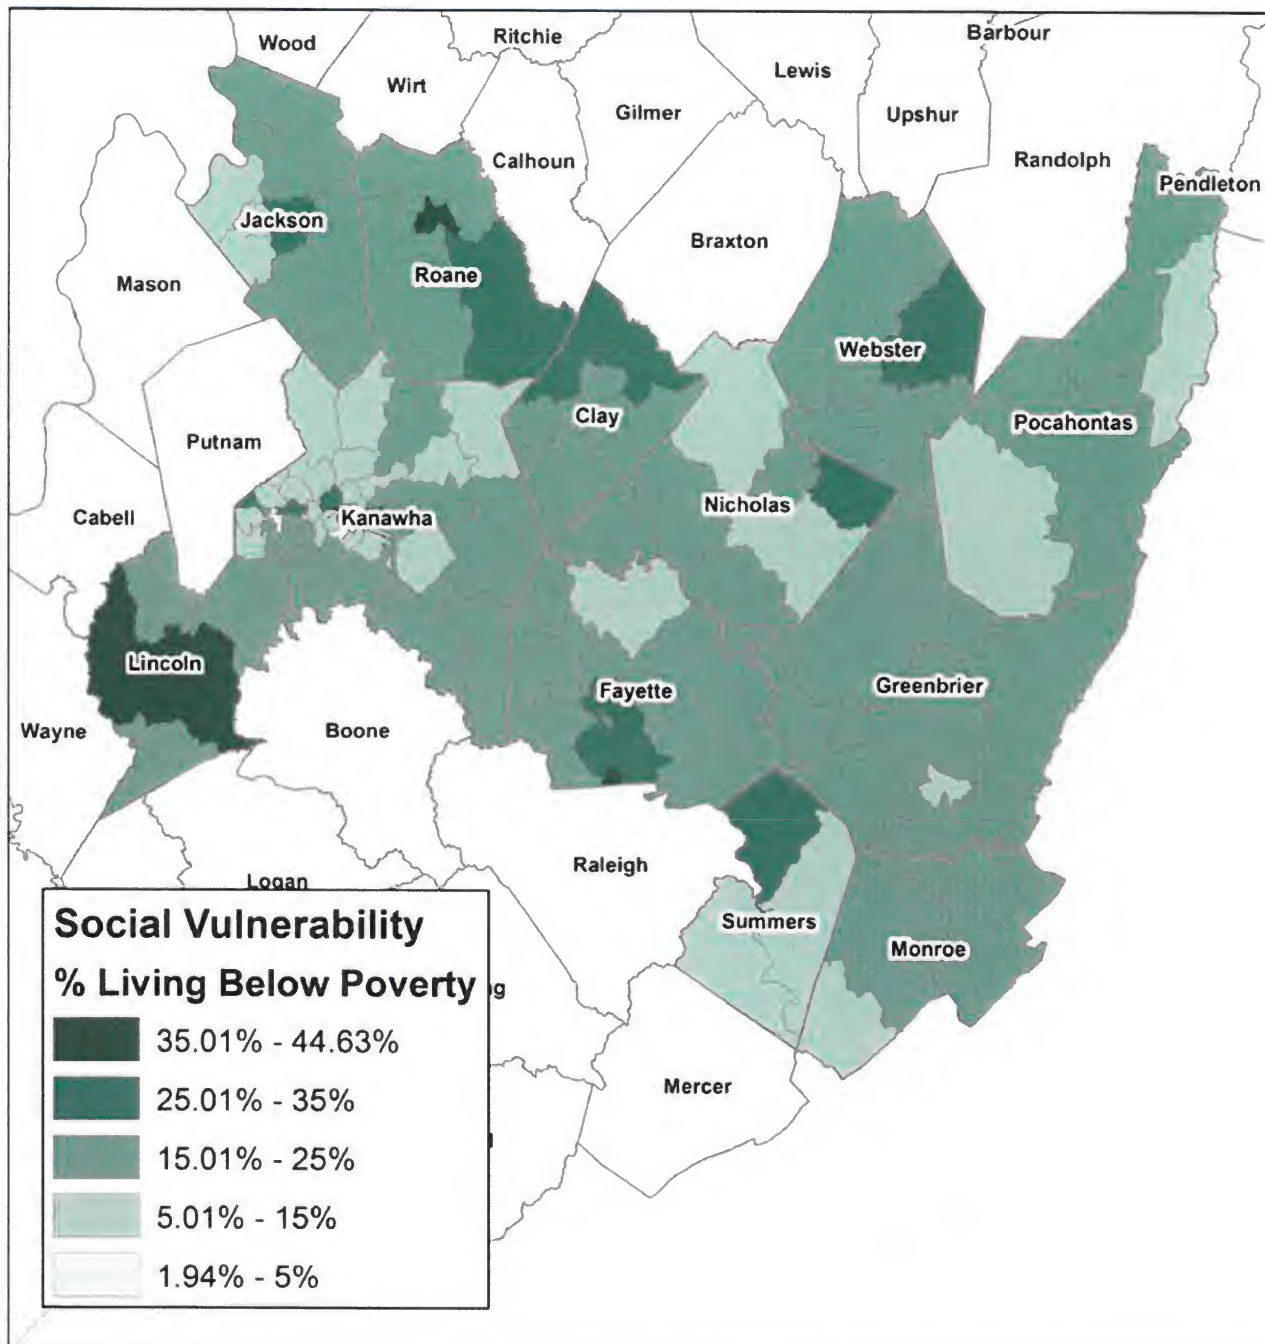 Wood
Ritchie
Barbour
Lewis
Wirt
Gilmer
Upshur
Calhoun
Randolph
Pendleton
Jackson
Braxton
Roane
Mason
Webster
Clay
Pocahontas
Putnam
Nicholas
Cabell
Kanawha
Lincoln
Fayette
Greenbrier
Wayne
Boone
Raleigh
Logan
Summers
Monroe
Mercer
Social Vulnerability
% Living Below Poverty
35.01% - 44.63%
25.01% - 35%
15.01% - 25%
5.01% - 15%
1.94% - 5%